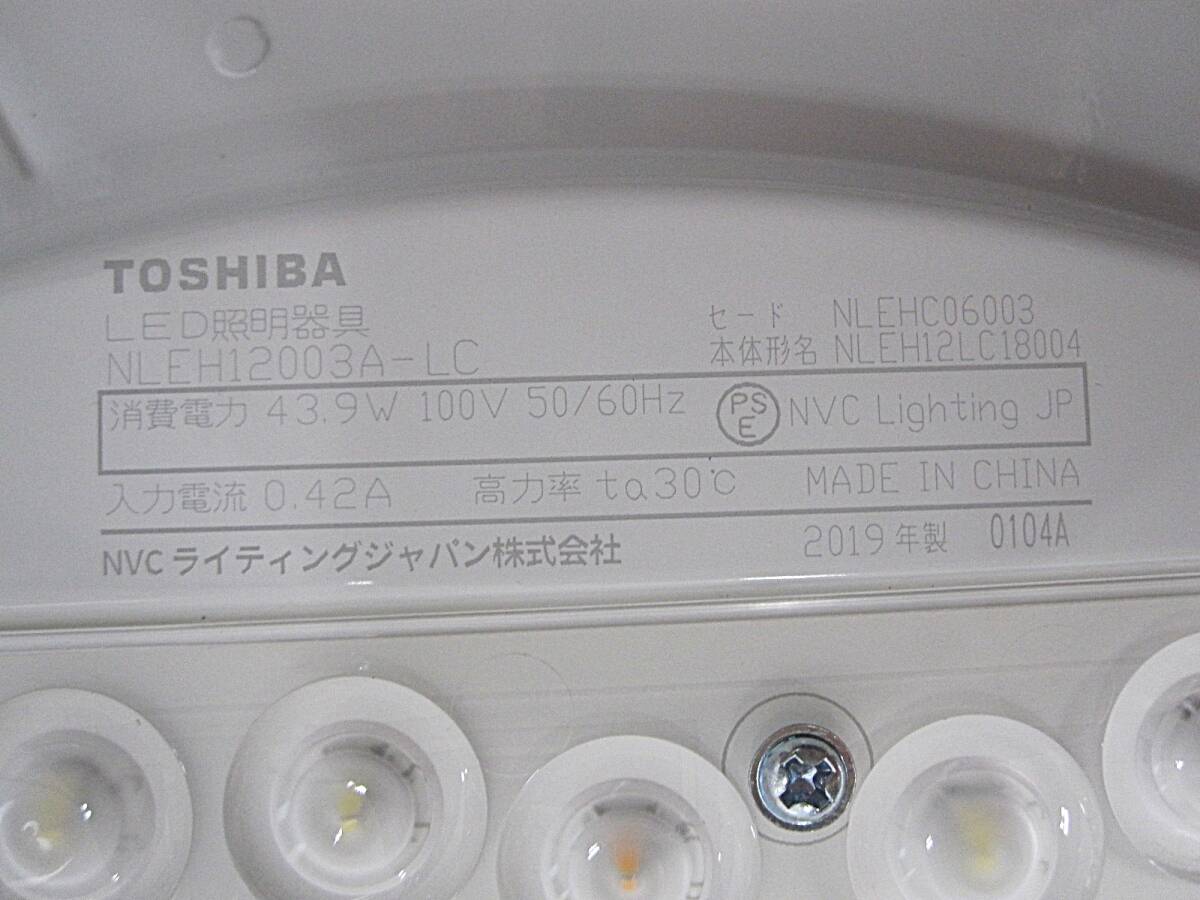 TOSHIBA
LED照明器具
NLEH12003A-LC
セード NLEHC06003
本体形名 NLEH12LC18004
消費電力 43.9W 100V 50/60Hz PSE NVC Lighting JP
入力電流 0.42A 高力率 ta30℃ MADE IN CHINA
NVC ライティングジャパン株式会社 2019年製 0104A